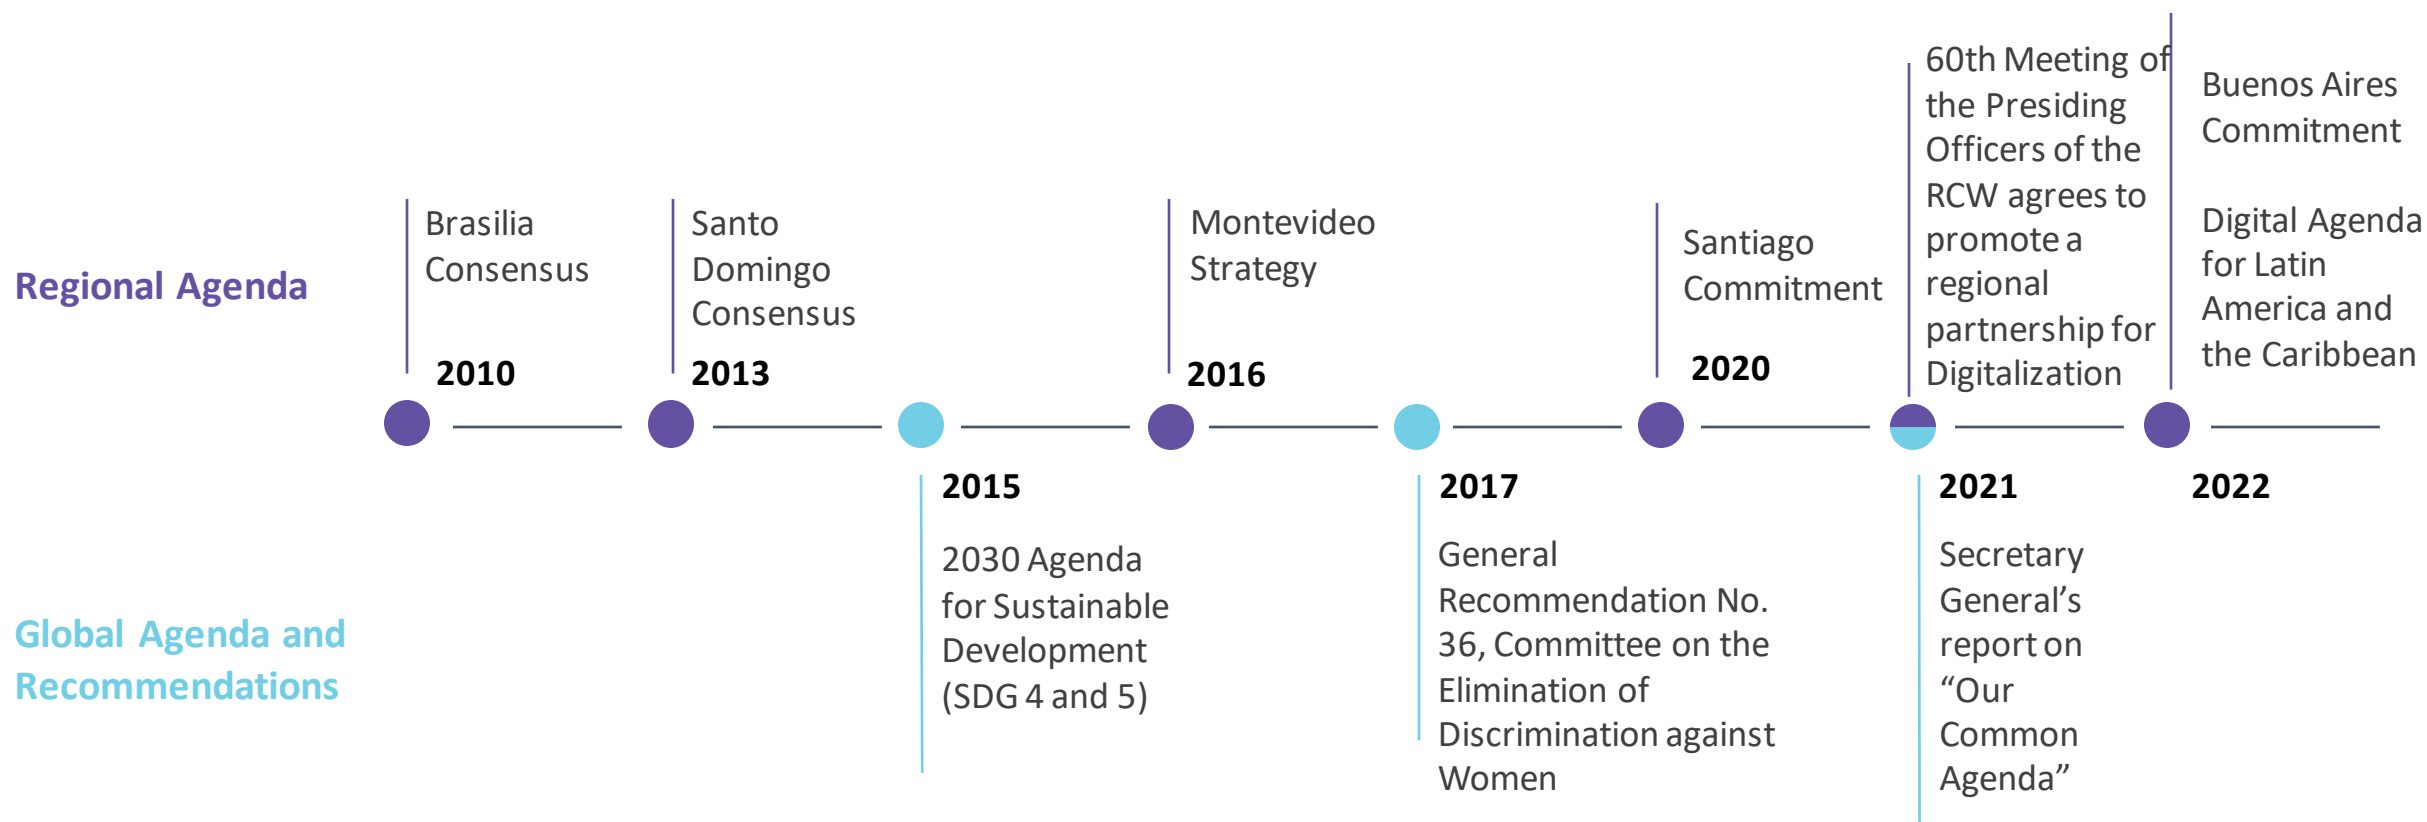 Regional Agenda
Brasilia
Consensus
2010
Santo
Domingo
Consensus
2013
Montevideo
Strategy
2016
Santiago
Commitment
2020
60th Meeting of
the Presiding
Officers of the
RCW agrees to
promote a
regional
partnership for
Digitalization
Buenos Aires
Commitment
Digital Agenda
for Latin
America and
the Caribbean
Global Agenda and
Recommendations
2015
2030 Agenda
for Sustainable
Development
(SDG 4 and 5)
2017
General
Recommendation No.
36, Committee on the
Elimination of
Discrimination against
Women
2021
Secretary
General’s
report on
“Our
Common
Agenda”
2022